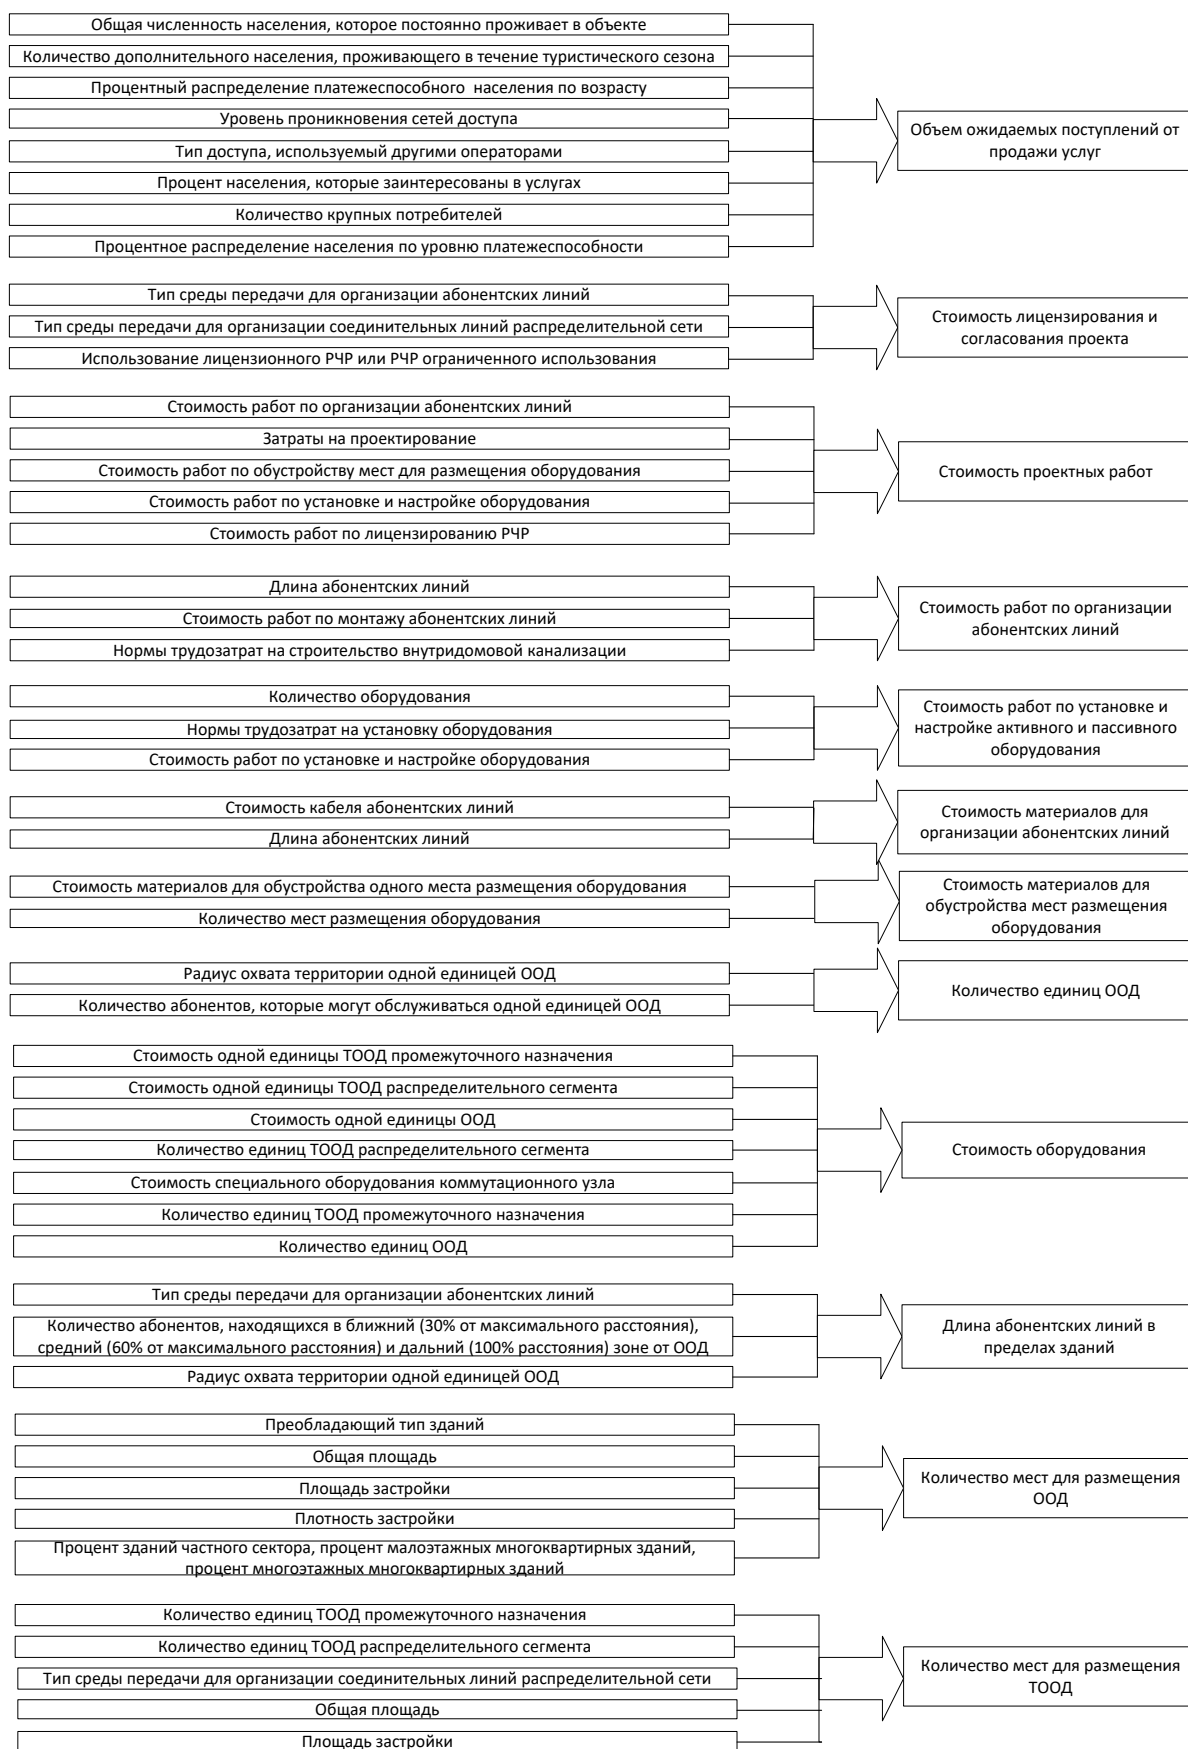 Общая численность населения, которое постоянно проживает в объекте
Количество дополнительного населения, проживающего в течение туристического сезона
Процентный распределение платежеспособного населения по возрасту
Уровень проникновения сетей доступа
Тип доступа, используемый другими операторами
Процент населения, которые заинтересованы в услугах
Количество крупных потребителей
Процентное распределение населения по уровню платежеспособности
Объем ожидаемых поступлений от
продажи услуг
Тип среды передачи для организации абонентских линий
Тип среды передачи для организации соединительных линий распределительной сети
Использование лицензионного РЧР или РЧР ограниченного использования
Стоимость лицензирования и
согласования проекта
Стоимость работ по организации абонентских линий
Затраты на проектирование
Стоимость работ по обустройству мест для размещения оборудования
Стоимость работ по установке и настройке оборудования
Стоимость работ по лицензированию РЧР
Стоимость проектных работ
Длина абонентских линий
Стоимость работ по монтажу абонентских линий
Нормы трудозатрат на строительство внутридомовой канализации
Стоимость работ по организации
абонентских линий
Количество оборудования
Нормы трудозатрат на установку оборудования
Стоимость работ по установке и настройке оборудования
Стоимость работ по установке и
настройке активного и пассивного
оборудования
Стоимость кабеля абонентских линий
Длина абонентских линий
Стоимость материалов для
организации абонентских линий
Стоимость материалов для обустройства одного места размещения оборудования
Количество мест размещения оборудования
Стоимость материалов для
обустройства мест размещения
оборудования
Радиус охвата территории одной единицей ООД
Количество абонентов, которые могут обслуживаться одной единицей ООД
Количество единиц ООД
Стоимость одной единицы ТООД промежуточного назначения
Стоимость одной единицы ТООД распределительного сегмента
Стоимость одной единицы ООД
Количество единиц ТООД распределительного сегмента
Стоимость специального оборудования коммутационного узла
Количество единиц ТООД промежуточного назначения
Количество единиц ООД
Стоимость оборудования
Тип среды передачи для организации абонентских линий
Количество абонентов, находящихся в ближний (30% от максимального расстояния),
средний (60% от максимального расстояния) и дальний (100% расстояния) зоне от ООД
Радиус охвата территории одной единицей ООД
Длина абонентских линий в
пределах зданий
Преобладающий тип зданий
Общая площадь
Площадь застройки
Плотность застройки
Процент зданий частного сектора, процент малоэтажных многоквартирных зданий,
процент многоэтажных многоквартирных зданий
Количество мест для размещения
ООД
Количество единиц ТООД промежуточного назначения
Количество единиц ТООД распределительного сегмента
Тип среды передачи для организации соединительных линий распределительной сети
Общая площадь
Площадь застройки
Количество мест для размещения
ТООД